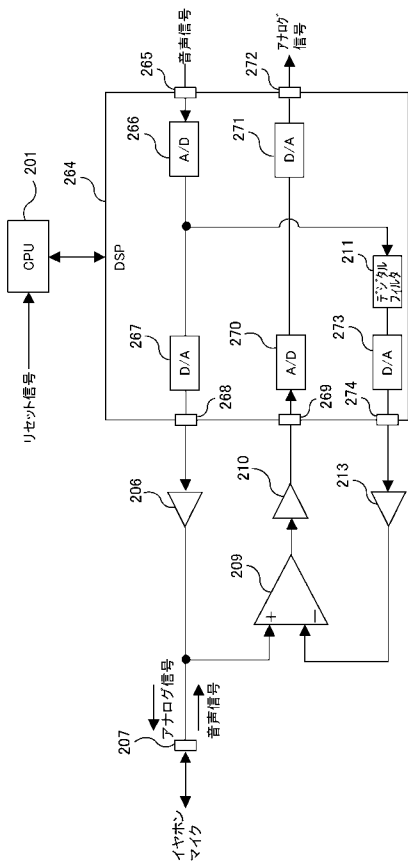 リセット信号
CPU
201
264
DSP
265
音声信号
266
A/D
267
D/A
268
206
アナログ信号
音声信号
207
イヤホン
マイク
209
+
−
210
269
270
A/D
271
D/A
272
アナログ
信号
211
デジタル
フィルタ
273
D/A
274
213